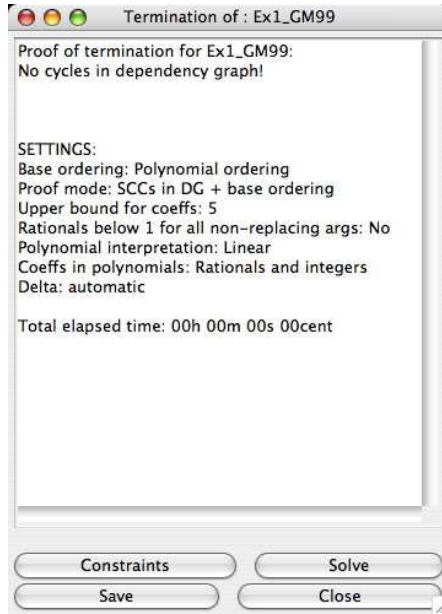 Termination of : Ex1_GM99
Proof of termination for Ex1_GM99:
No cycles in dependency graph!
SETTINGS:
Base ordering: Polynomial ordering
Proof mode: SCCs in DG + base ordering
Upper bound for coeffs: 5
Rationals below 1 for all non-replacing args: No
Polynomial interpretation: Linear
Coeffs in polynomials: Rationals and integers
Delta: automatic
Total elapsed time: 00h 00m 00s 00cent
Constraints
Solve
Save
Close